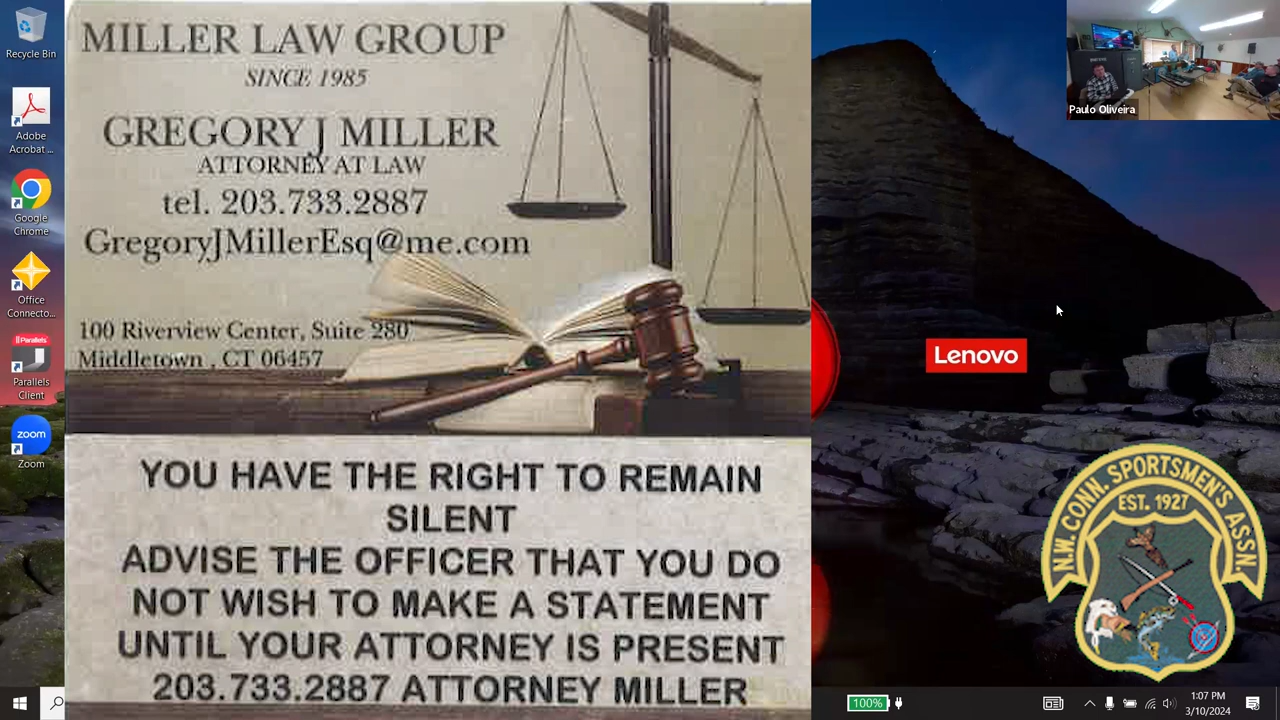 Recycle Bin
Adobe
Acrobat ...
Google
Chrome
Office
Connecto...
Parallels
Parallels
Client
zoom
Zoom
MILLER LAW GROUP
SINCE 1985
GREGORY J MILLER
ATTORNEY AT LAW
tel. 203.733.2887
GregoryJMillerEsq@me.com
100 Riverview Center, Suite 280
Middletown , CT 06457
YOU HAVE THE RIGHT TO REMAIN
SILENT
ADVISE THE OFFICER THAT YOU DO
NOT WISH TO MAKE A STATEMENT
UNTIL YOUR ATTORNEY IS PRESENT
203.733.2887 ATTORNEY MILLER
Paulo Oliveira
Lenovo
N.W. CONN. SPORTSMEN'S ASSN.
EST. 1927
100%
1:07 PM
3/10/2024